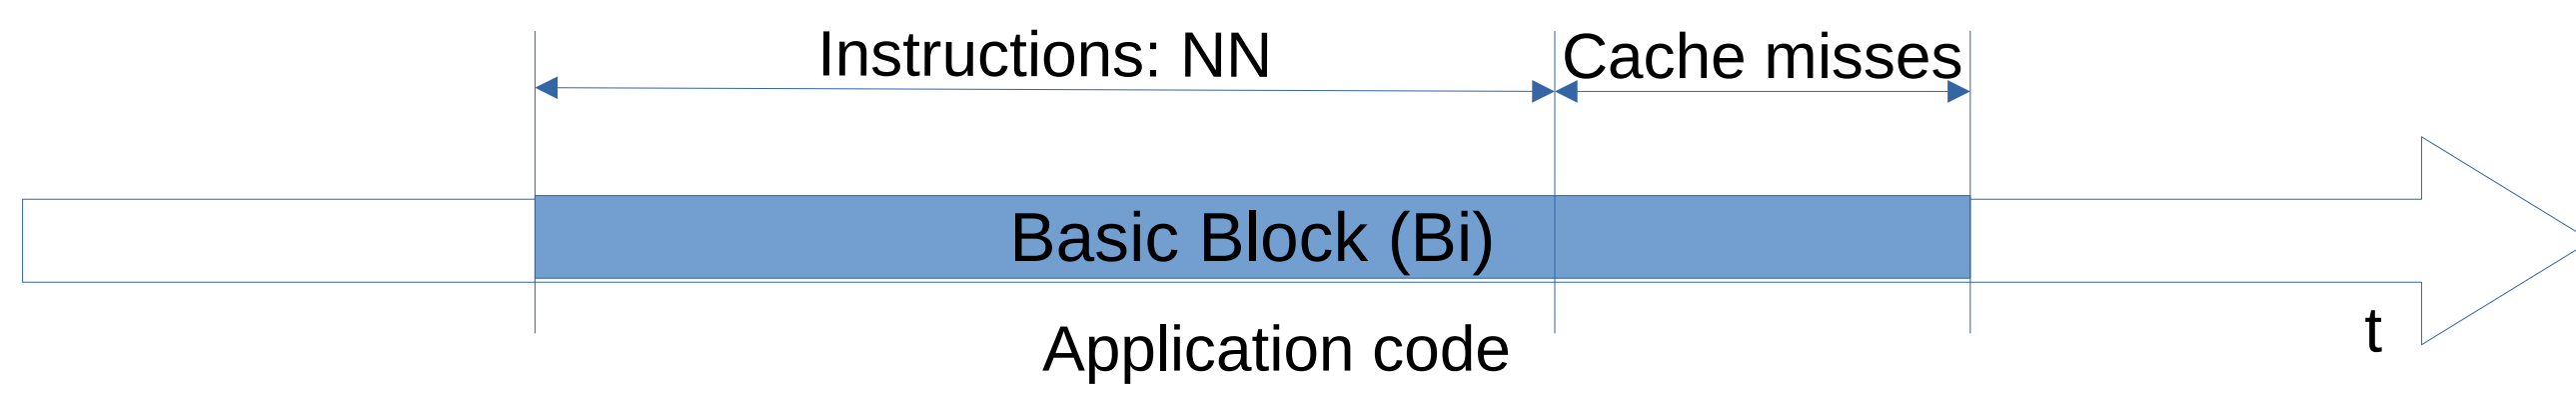 Instructions: NN
Cache misses
Basic Block (Bi)
t
Application code